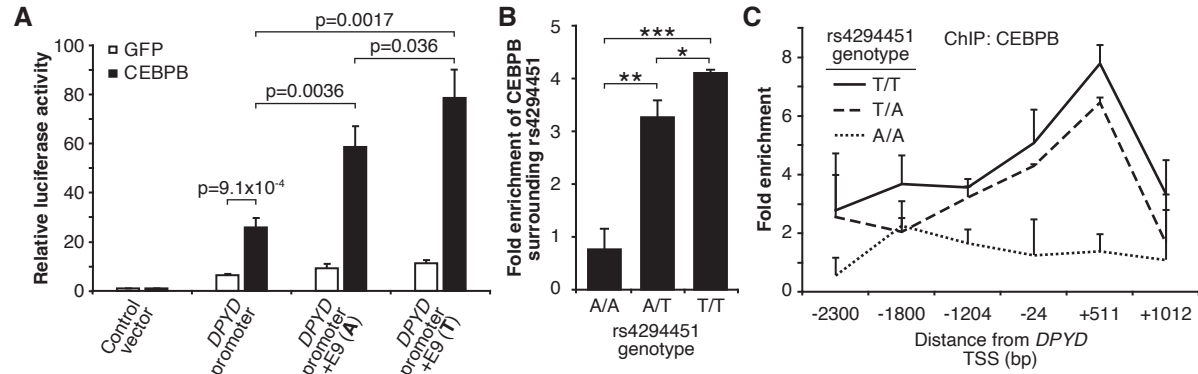 A
Relative luciferase activity
100
80
60
40
20
0
GFP
CEBPB
p=0.0017
p=0.036
p=0.0036
p=9.1x10-4
Control
vector
DPYD
promoter
DPYD
promoter
+E9 (A)
DPYD
promoter
+E9 (T)
B
Fold enrichment of CEBPB
surrounding rs4294451
5
4
3
2
1
0
***
*
**
A/A
A/T
T/T
rs4294451
genotype
C
Fold enrichment
8
6
4
2
0
rs4294451
genotype
T/T
T/A
A/A
ChIP: CEBPB
-2300
-1800
-1204
-24
+511
+1012
Distance from DPYD
TSS (bp)